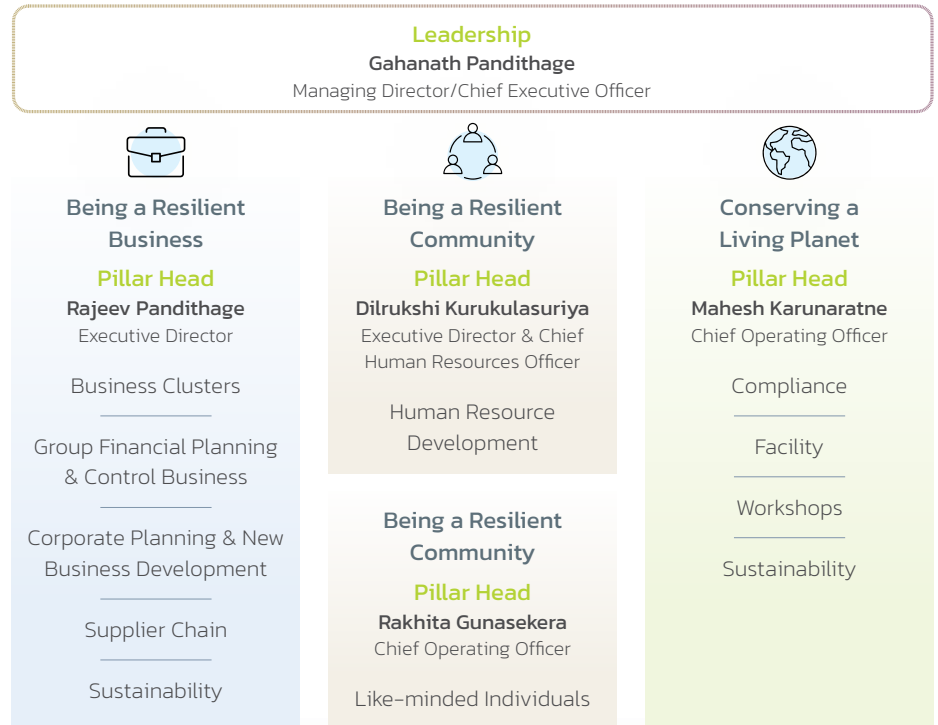 Leadership
Gahanath Pandithage
Managing Director/Chief Executive Officer
Being a Resilient
Business
Pillar Head
Rajeev Pandithage
Executive Director
Business Clusters
Group Financial Planning
& Control Business
Corporate Planning & New
Business Development
Supplier Chain
Sustainability
Being a Resilient
Community
Pillar Head
Dilrukshi Kurukulasuriya
Executive Director & Chief
Human Resources Officer
Human Resource
Development
Being a Resilient
Community
Pillar Head
Rakhita Gunasekera
Chief Operating Officer
Like-minded Individuals
Conserving a
Living Planet
Pillar Head
Mahesh Karunaratne
Chief Operating Officer
Compliance
Facility
Workshops
Sustainability